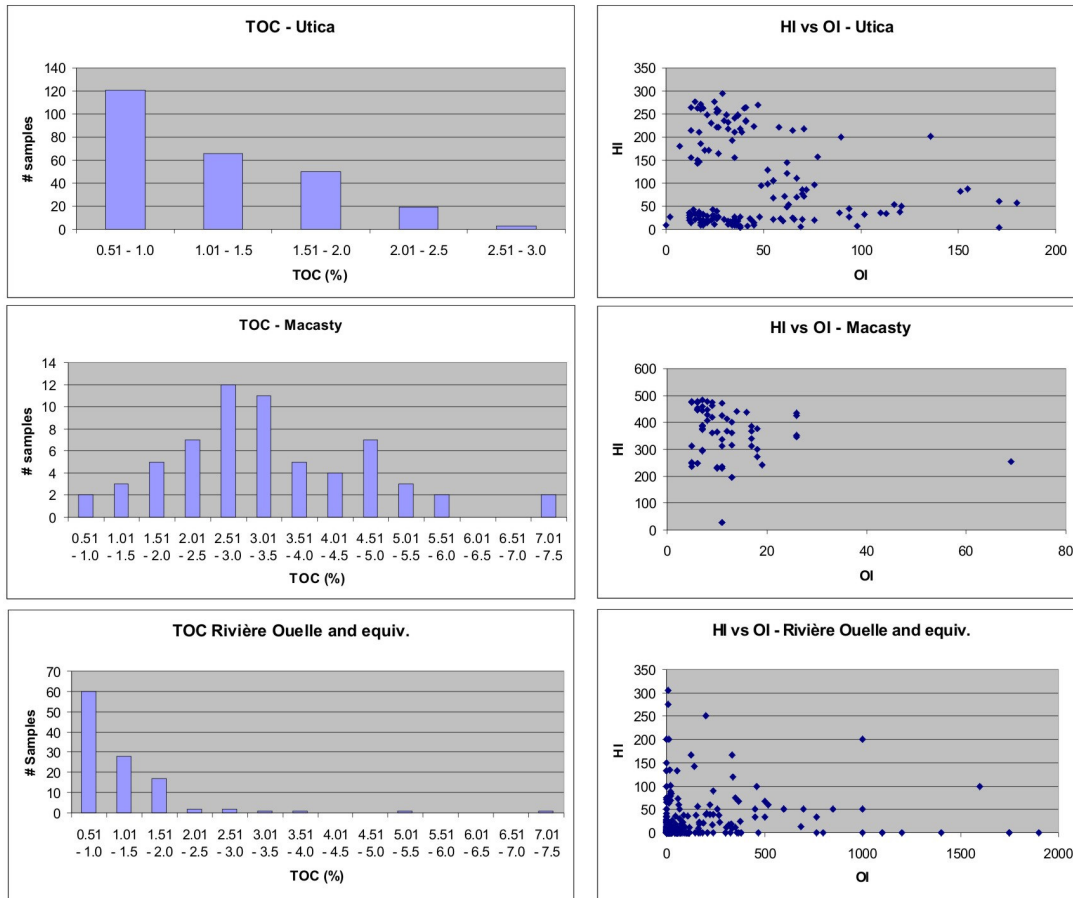 TOC - Utica
# samples
140
120
100
80
60
40
20
0
0.51 - 1.0 1.01 - 1.5 1.51 - 2.0 2.01 - 2.5 2.51 - 3.0
TOC (%)
HI vs OI - Utica
HI
350
300
250
200
150
100
50
0
0 50 100 150 200
OI
TOC - Macasty
# samples
14
12
10
8
6
4
2
0
0.51 1.01 1.51 2.01 2.51 3.01 3.51 4.01 4.51 5.01 5.51 6.01 6.51 7.01
- 1.0 - 1.5 - 2.0 - 2.5 - 3.0 - 3.5 - 4.0 - 4.5 - 5.0 - 5.5 - 6.0 - 6.5 - 7.0 - 7.5
TOC (%)
HI vs OI - Macasty
HI
600
500
400
300
200
100
0
0 20 40 60 80
OI
TOC Rivière Ouelle and equiv.
# Samples
70
60
50
40
30
20
10
0
0.51 1.01 1.51 2.01 2.51 3.01 3.51 4.01 4.51 5.01 5.51 6.01 6.51 7.01
- 1.0 - 1.5 - 2.0 - 2.5 - 3.0 - 3.5 - 4.0 - 4.5 - 5.0 - 5.5 - 6.0 - 6.5 - 7.0 - 7.5
TOC (%)
HI vs OI - Rivière Ouelle and equiv.
HI
350
300
250
200
150
100
50
0
0 500 1000 1500 2000
OI